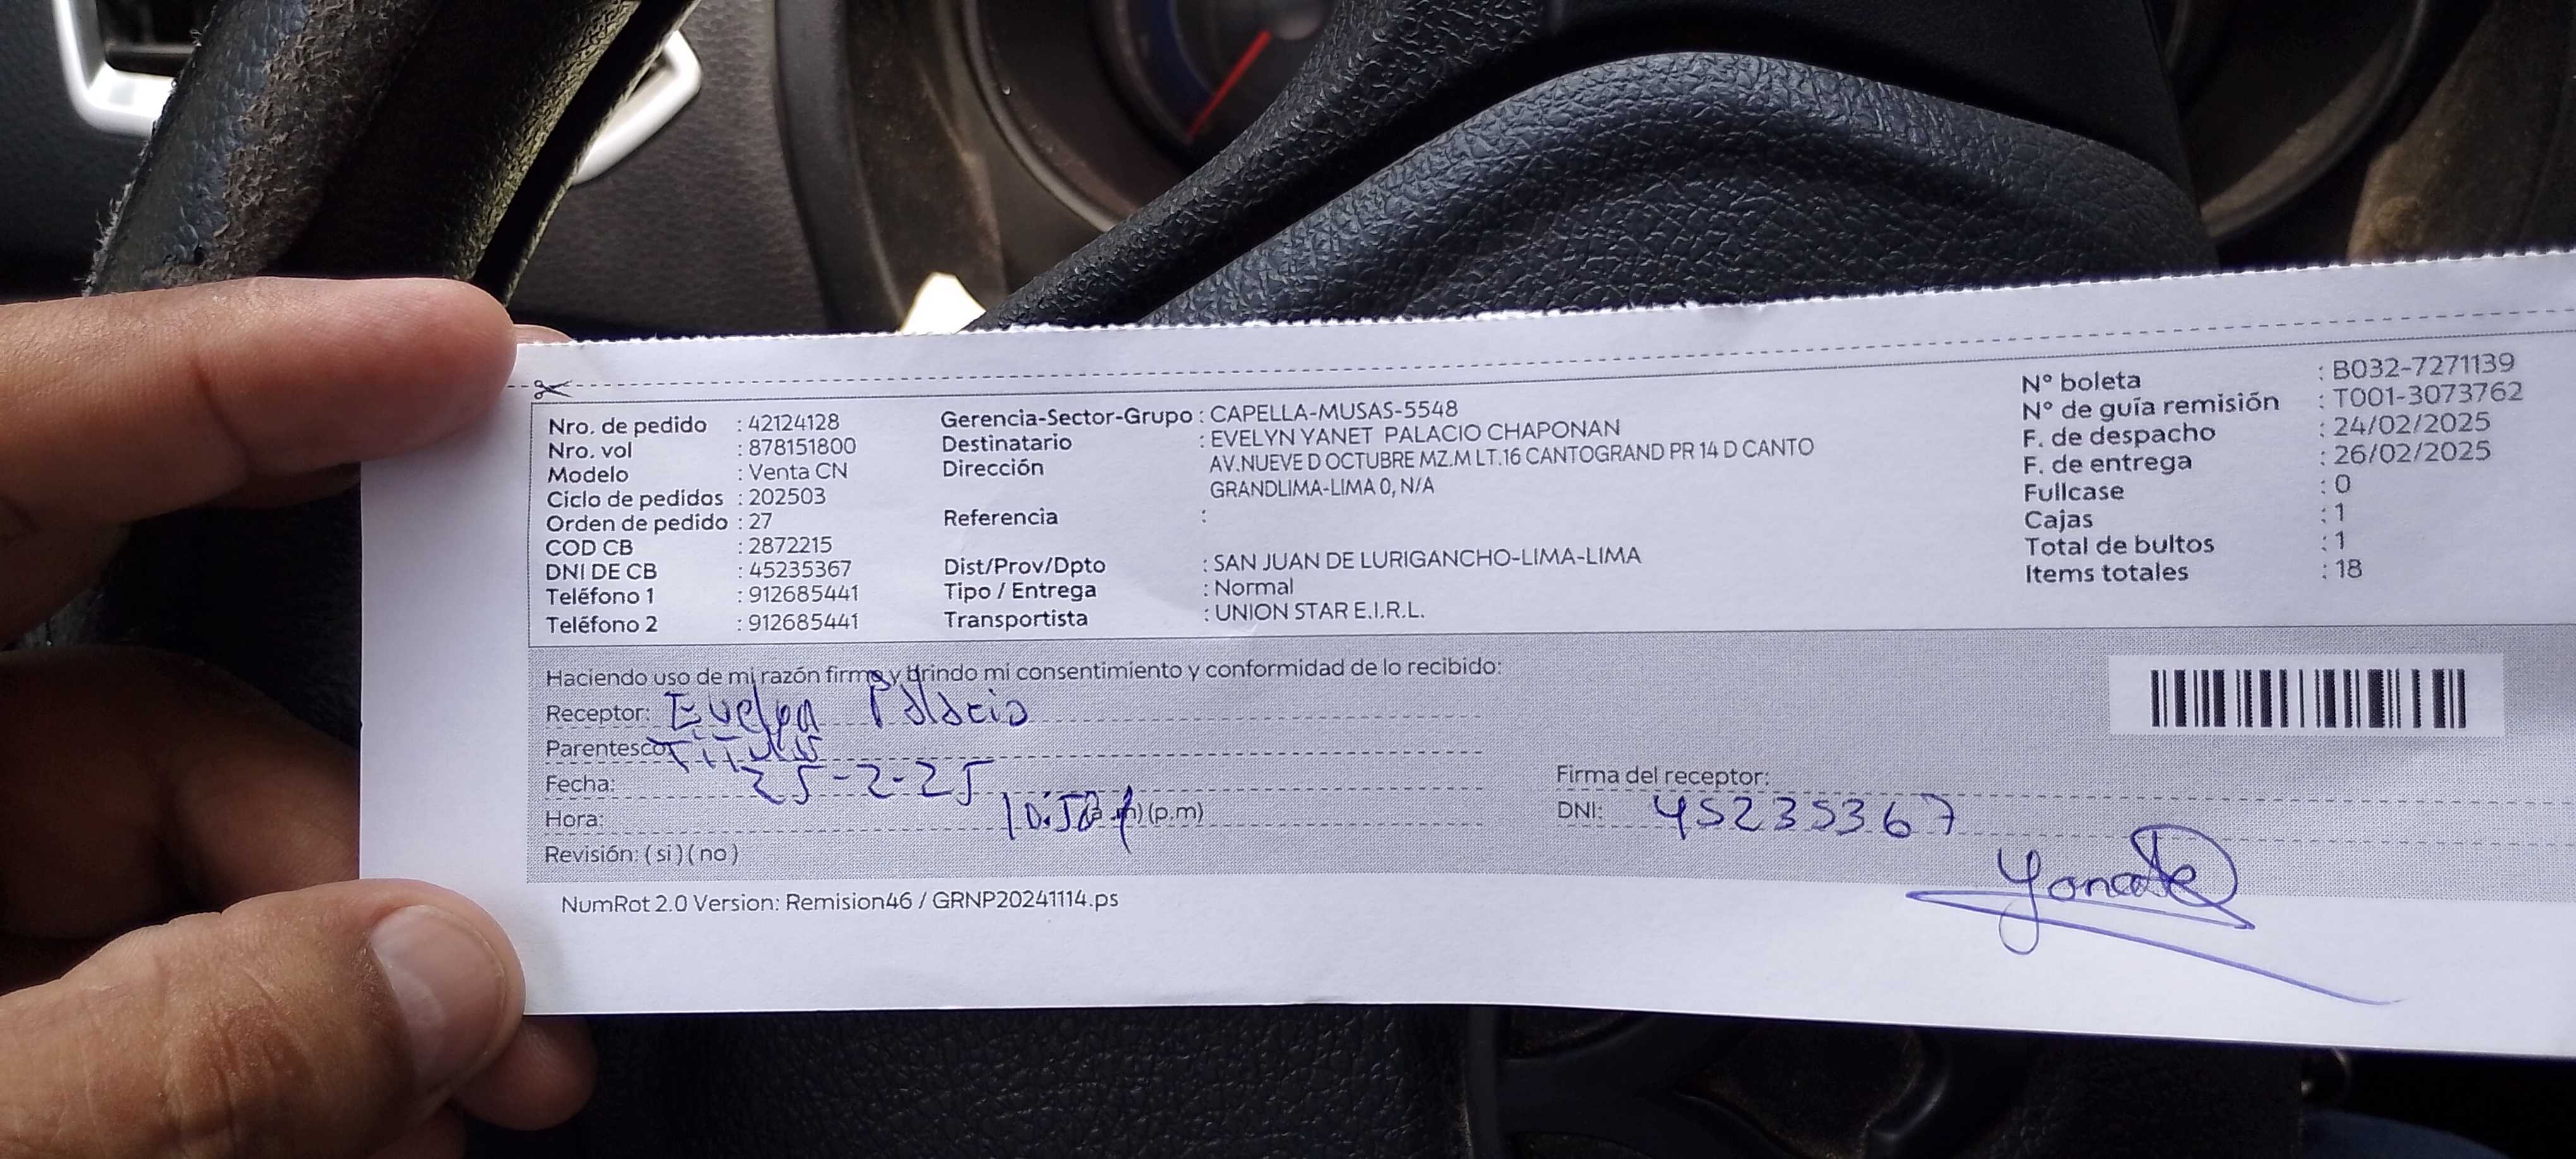 Nro. de pedido : 42124128
Nro. vol : 878151800
Modelo : Venta CN
Ciclo de pedidos : 202503
Orden de pedido : 27
COD CB : 2872215
DNI DE CB : 45235367
Teléfono 1 : 912685441
Teléfono 2 : 912685441
Gerencia-Sector-Grupo : CAPELLA-MUSAS-5548
Destinatario : EVELYN YANET PALACIO CHAPONAN
Dirección AV.NUEVE D OCTUBRE MZ.M LT.16 CANTOGRAND PR 14 D CANTO
GRANDLIMA-LIMA 0, N/A
Referencia :
Dist/Prov/Dpto : SAN JUAN DE LURIGANCHO-LIMA-LIMA
Tipo / Entrega : Normal
Transportista : UNION STAR E.I.R.L.
N° boleta : B032-7271139
N° de guía remisión : T001-3073762
F. de despacho : 24/02/2025
F. de entrega : 26/02/2025
Fullcase : 0
Cajas : 1
Total de bultos : 1
Items totales : 18
Haciendo uso de mi razón firmo y brindo mi consentimiento y conformidad de lo recibido:
Receptor: Evelyn Palacio
Parentesco: Titular
Fecha: 25-2-25
Hora: (a.m)(p.m)
Revisión: (si)(no)
Firma del receptor:
DNI: 45235367
NumRot 2.0 Version: Remision46 / GRNP20241114.ps